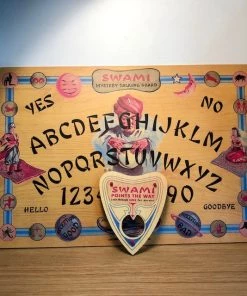 SWAMI
MYSTERY TALKING BOARD
YES NO
ABCDEFGHIJKLM
NOPQRSTUVWXYZ
123 90
HELLO GOODBYE
SWAMI
POINTS THE WAY